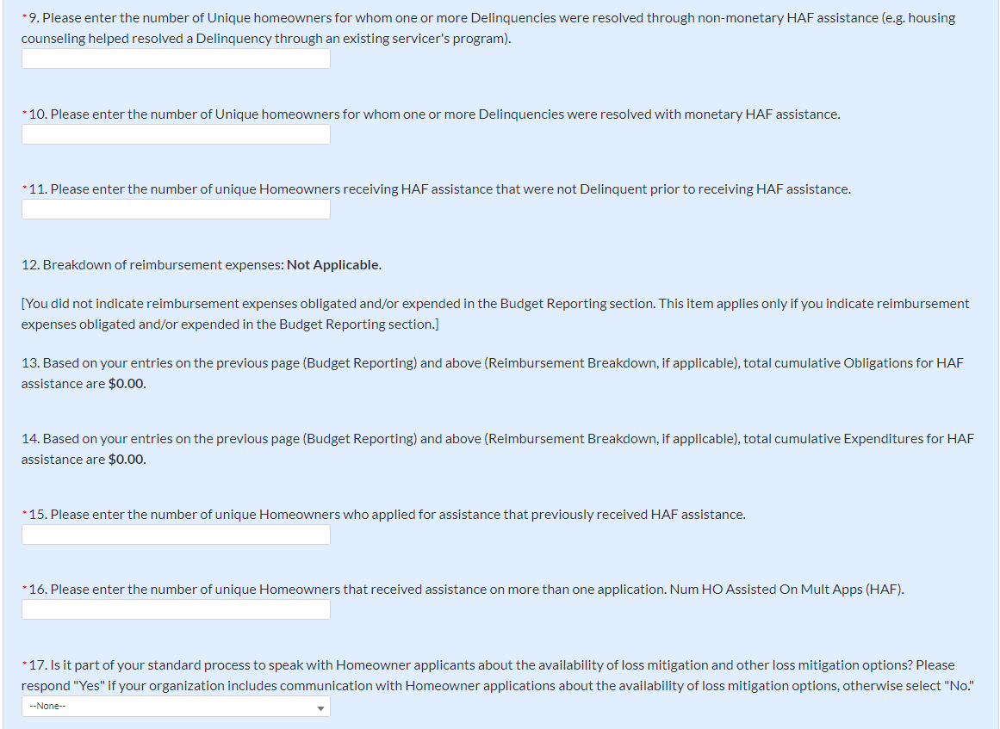 *9. Please enter the number of Unique homeowners for whom one or more Delinquencies were resolved through non-monetary HAF assistance (e.g. housing
counseling helped resolved a Delinquency through an existing servicer's program).
*10. Please enter the number of Unique homeowners for whom one or more Delinquencies were resolved with monetary HAF assistance.
*11. Please enter the number of unique Homeowners receiving HAF assistance that were not Delinquent prior to receiving HAF assistance.
12. Breakdown of reimbursement expenses: Not Applicable.
[You did not indicate reimbursement expenses obligated and/or expended in the Budget Reporting section. This item applies only if you indicate reimbursement
expenses obligated and/or expended in the Budget Reporting section.]
13. Based on your entries on the previous page (Budget Reporting) and above (Reimbursement Breakdown, if applicable), total cumulative Obligations for HAF
assistance are $0.00.
14. Based on your entries on the previous page (Budget Reporting) and above (Reimbursement Breakdown, if applicable), total cumulative Expenditures for HAF
assistance are $0.00.
*15. Please enter the number of unique Homeowners who applied for assistance that previously received HAF assistance.
*16. Please enter the number of unique Homeowners that received assistance on more than one application. Num HO Assisted On Mult Apps (HAF).
*17. Is it part of your standard process to speak with Homeowner applicants about the availability of loss mitigation and other loss mitigation options? Please
respond "Yes" if your organization includes communication with Homeowner applications about the availability of loss mitigation options, otherwise select "No."
--None--